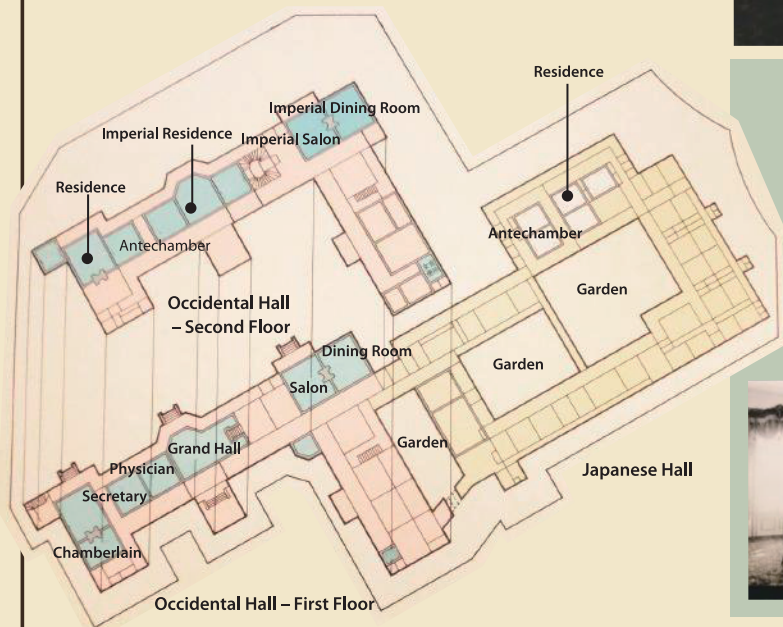 Residence
Imperial Dining Room
Imperial Residence
Imperial Salon
Residence
Antechamber
Antechamber
Garden
Occidental Hall
– Second Floor
Dining Room
Garden
Salon
Grand Hall
Garden
Physician
Japanese Hall
Secretary
Chamberlain
Occidental Hall – First Floor